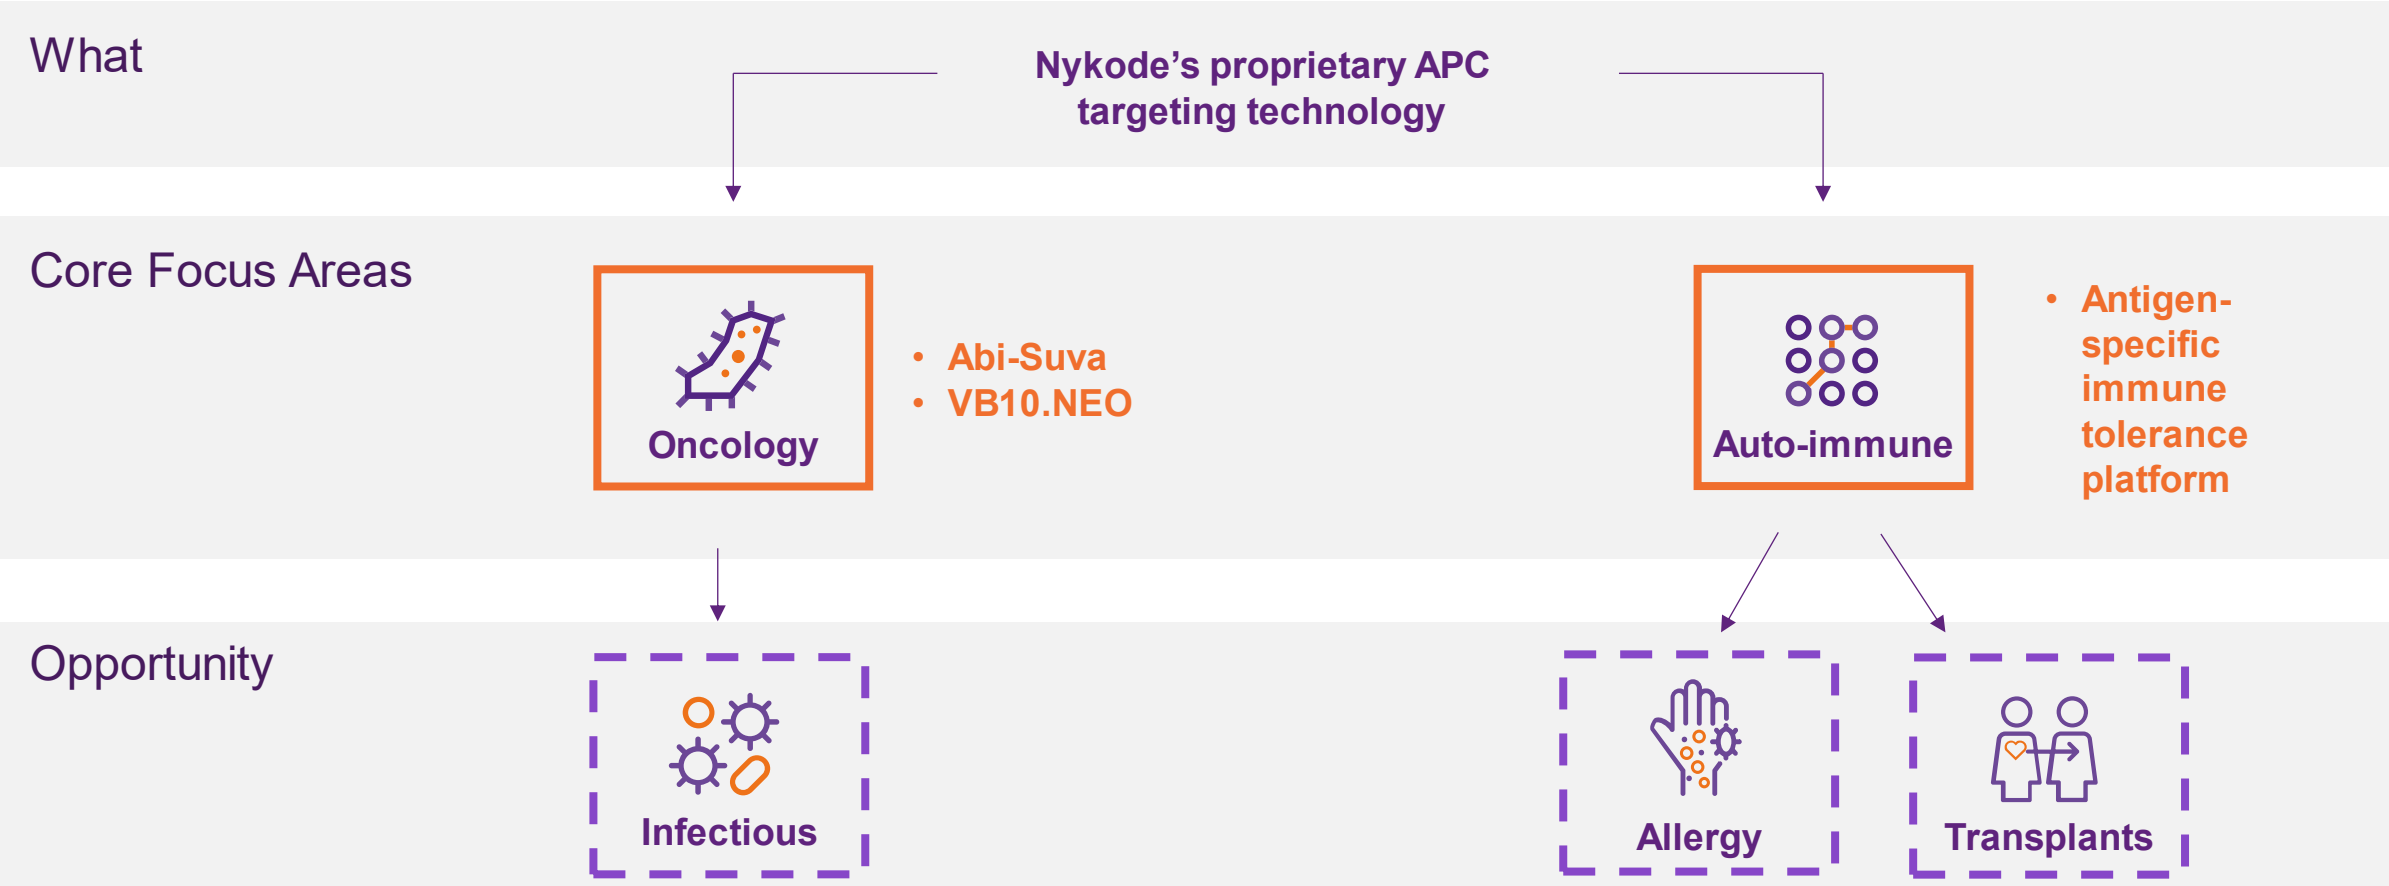 What
Nykode’s proprietary APC
targeting technology
Core Focus Areas
Oncology
• Abi-Suva
• VB10.NEO
Auto-immune
• Antigen-
specific
immune
tolerance
platform
Opportunity
Infectious
Allergy
Transplants